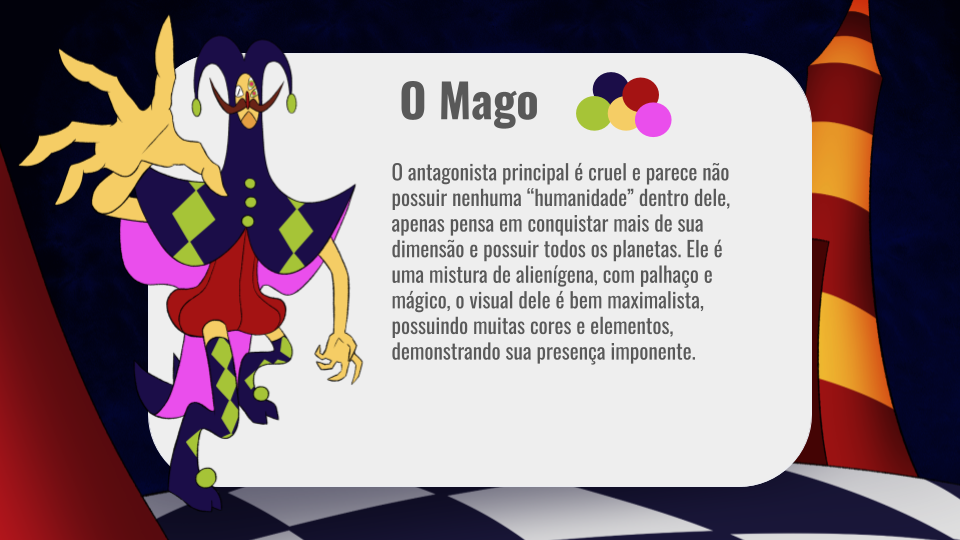 O Mago
O antagonista principal é cruel e parece não
possuir nenhuma “humanidade” dentro dele,
apenas pensa em conquistar mais de sua
dimensão e possuir todos os planetas. Ele é
uma mistura de alienígena, com palhaço e
mágico, o visual dele é bem maximalista,
possuindo muitas cores e elementos,
demonstrando sua presença imponente.